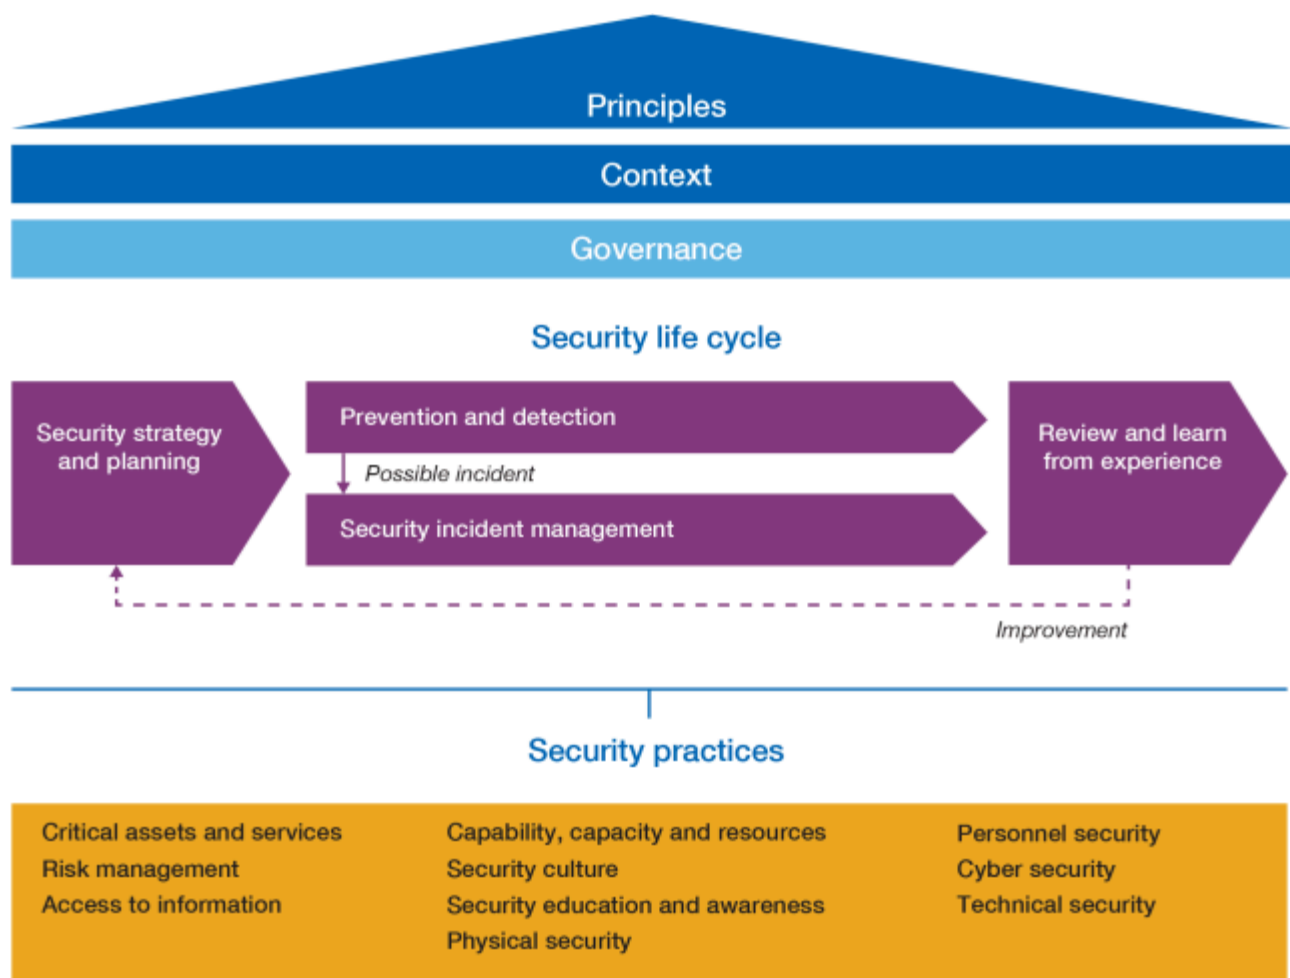 Principles
Context
Governance
Security life cycle
Security strategy
and planning
Prevention and detection
Possible incident
Security incident management
Review and learn
from experience
Improvement
Security practices
Critical assets and services
Risk management
Access to information
Capability, capacity and resources
Security culture
Security education and awareness
Physical security
Personnel security
Cyber security
Technical security